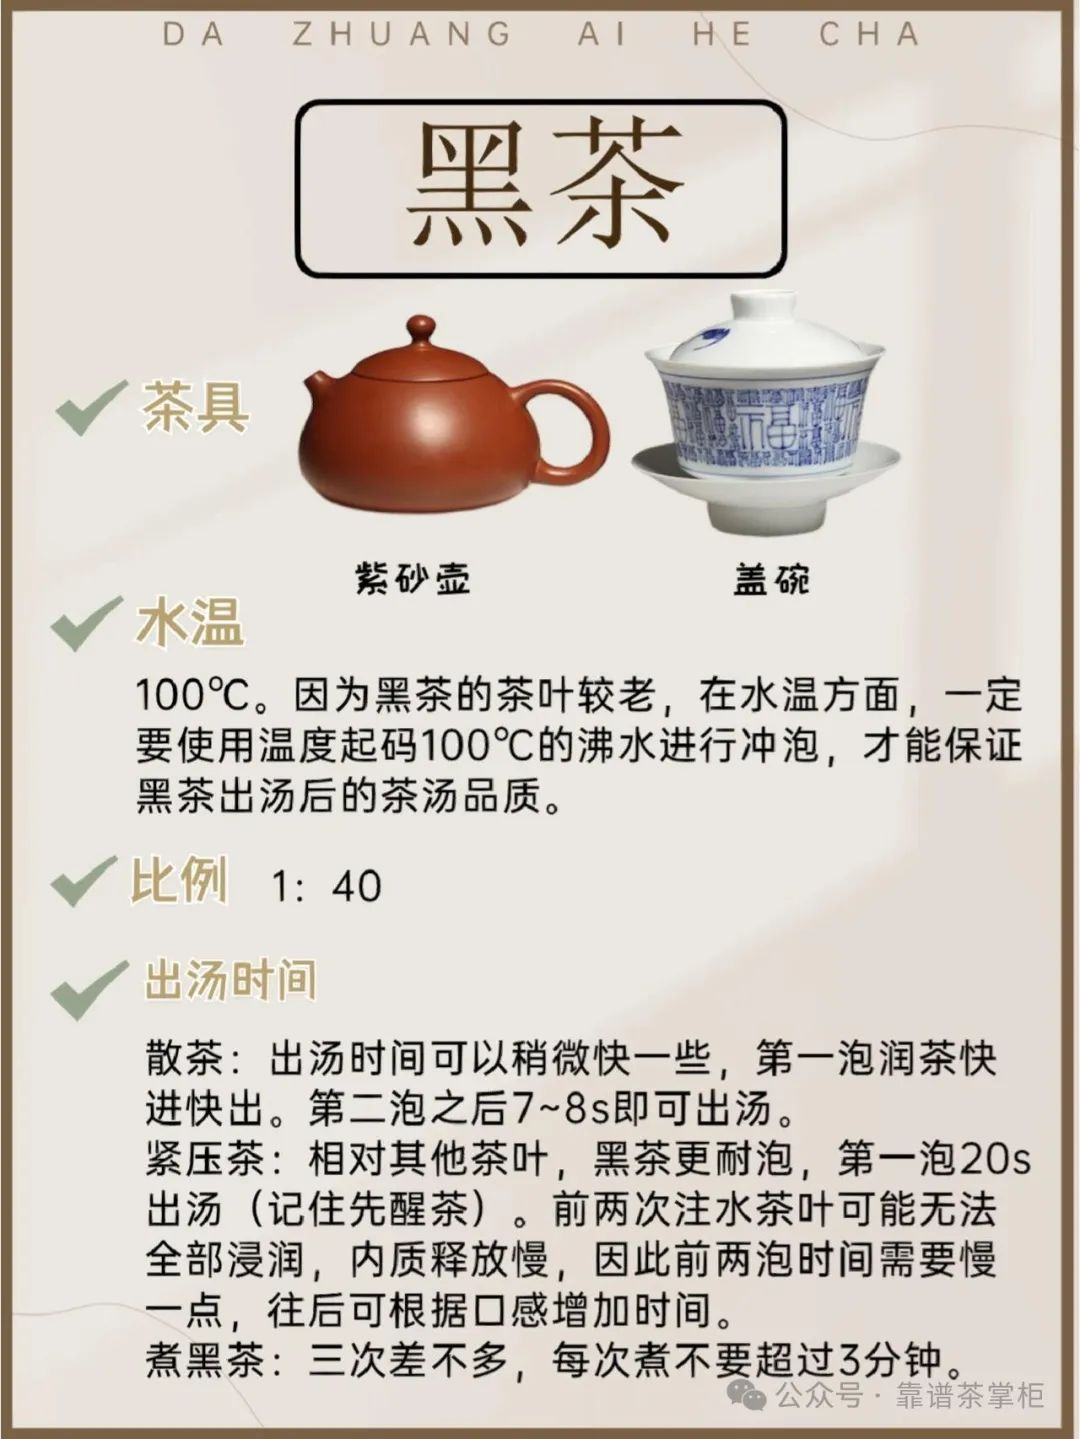 DA ZHUANG AI HE CHA
黑茶
茶具
福
紫砂壶
盖碗
水温
100℃。因为黑茶的茶叶较老，在水温方面，一定
要使用温度起码100℃的沸水进行冲泡，才能保证
黑茶出汤后的茶汤品质。
比例
1：40
出汤时间
散茶：出汤时间可以稍微快一些，第一泡润茶快
进快出。第二泡之后7~8s即可出汤。
紧压茶：相对其他茶叶，黑茶更耐泡，第一泡20s
出汤（记住先醒茶）。前两次注水茶叶可能无法
全部浸润，内质释放慢，因此前两泡时间需要慢
一点，往后可根据口感增加时间。
煮黑茶：三次差不多，每次煮不要超过3分钟。
公众号·靠谱茶掌柜